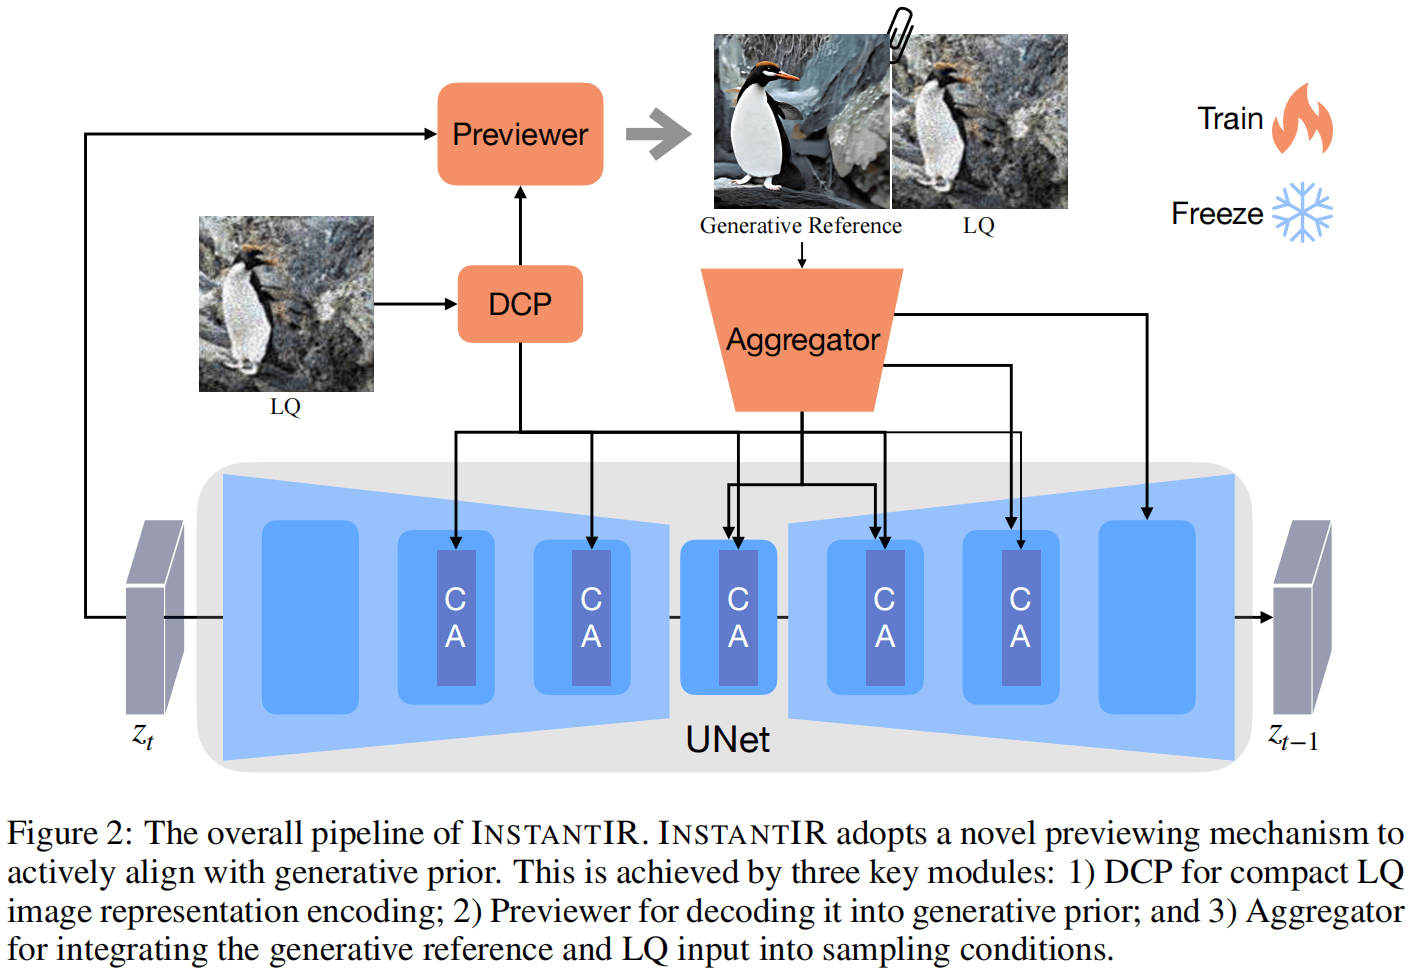 Previewer
Train
Freeze
Generative Reference
LQ
DCP
Aggregator
LQ
C
A
C
A
C
A
C
A
C
A
UNet
z_t
z_{t-1}
Figure 2: The overall pipeline of INSTANTIR. INSTANTIR adopts a novel previewing mechanism to
actively align with generative prior. This is achieved by three key modules: 1) DCP for compact LQ
image representation encoding; 2) Previewer for decoding it into generative prior; and 3) Aggregator
for integrating the generative reference and LQ input into sampling conditions.